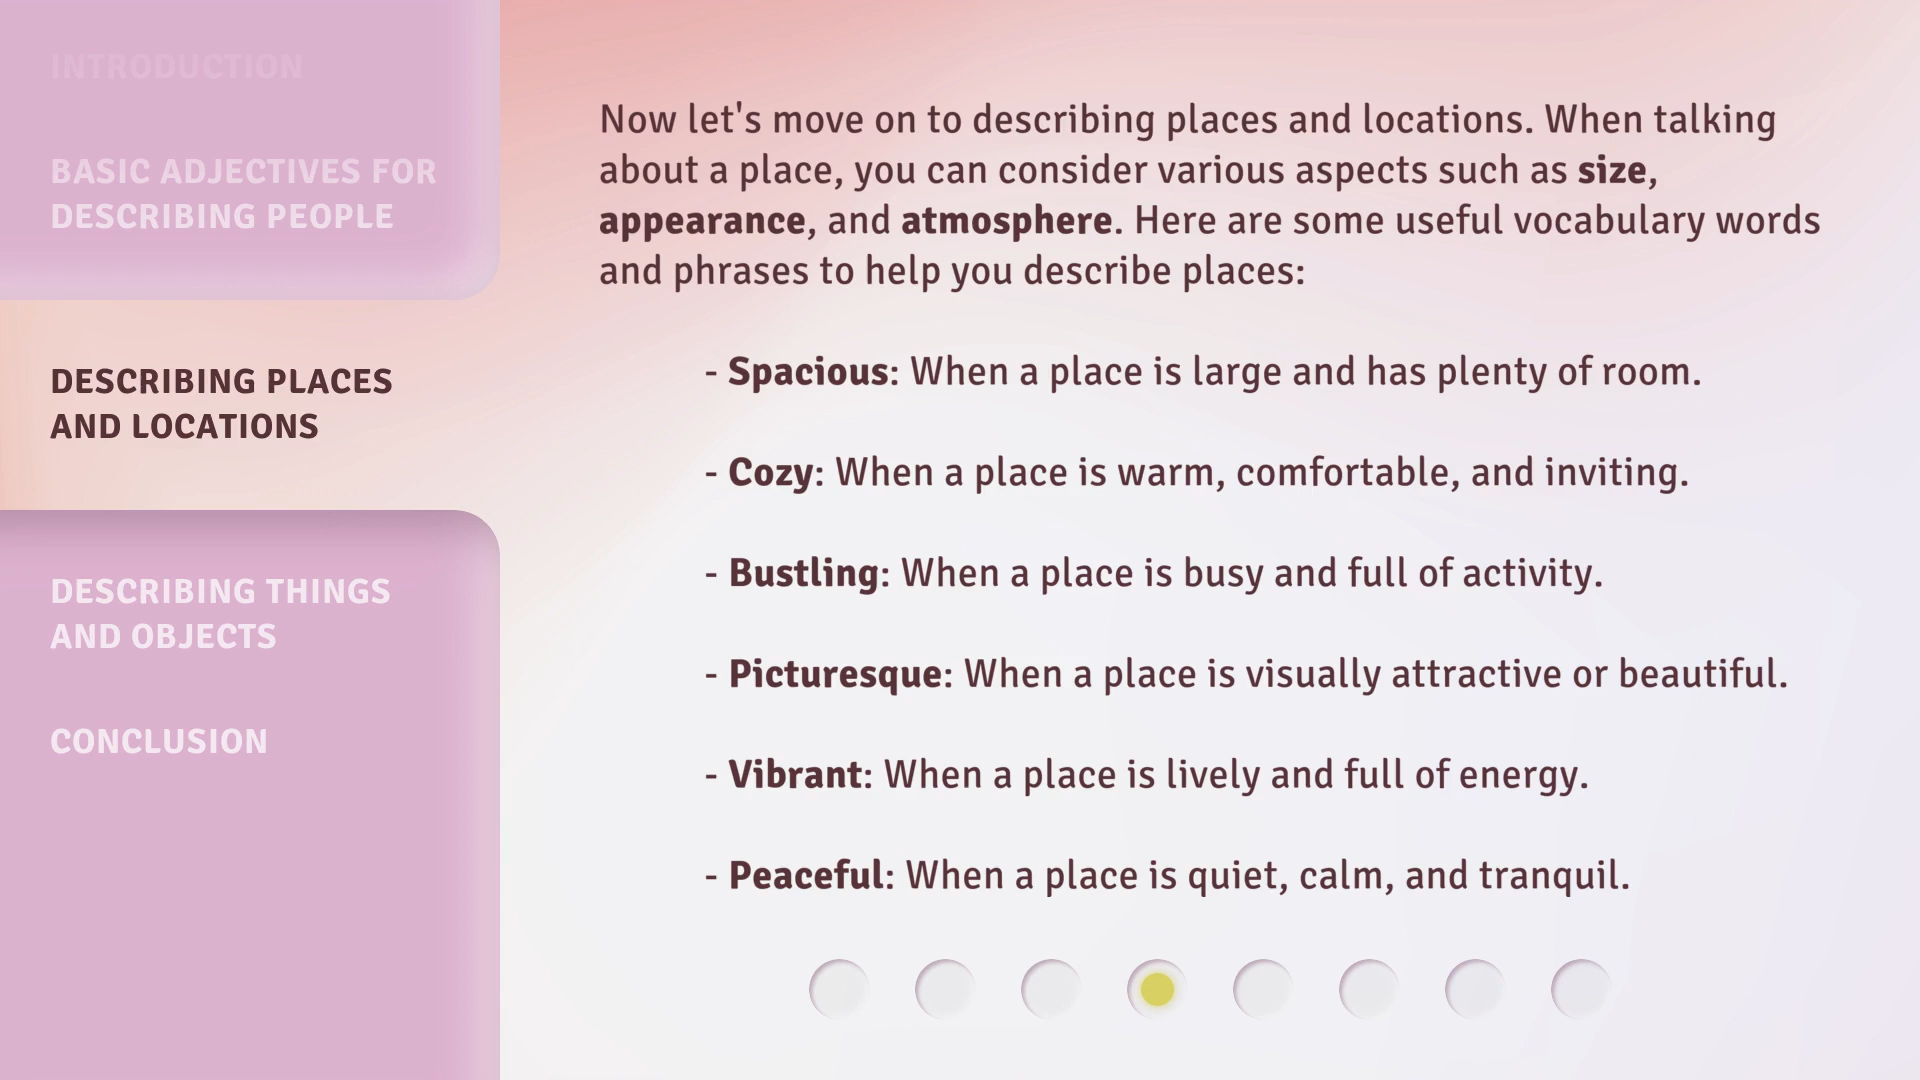 INTRODUCTION
BASIC ADJECTIVES FOR
DESCRIBING PEOPLE
DESCRIBING PLACES
AND LOCATIONS
DESCRIBING THINGS
AND OBJECTS
CONCLUSION
Now let's move on to describing places and locations. When talking
about a place, you can consider various aspects such as size,
appearance, and atmosphere. Here are some useful vocabulary words
and phrases to help you describe places:
- Spacious: When a place is large and has plenty of room.
- Cozy: When a place is warm, comfortable, and inviting.
- Bustling: When a place is busy and full of activity.
- Picturesque: When a place is visually attractive or beautiful.
- Vibrant: When a place is lively and full of energy.
- Peaceful: When a place is quiet, calm, and tranquil.